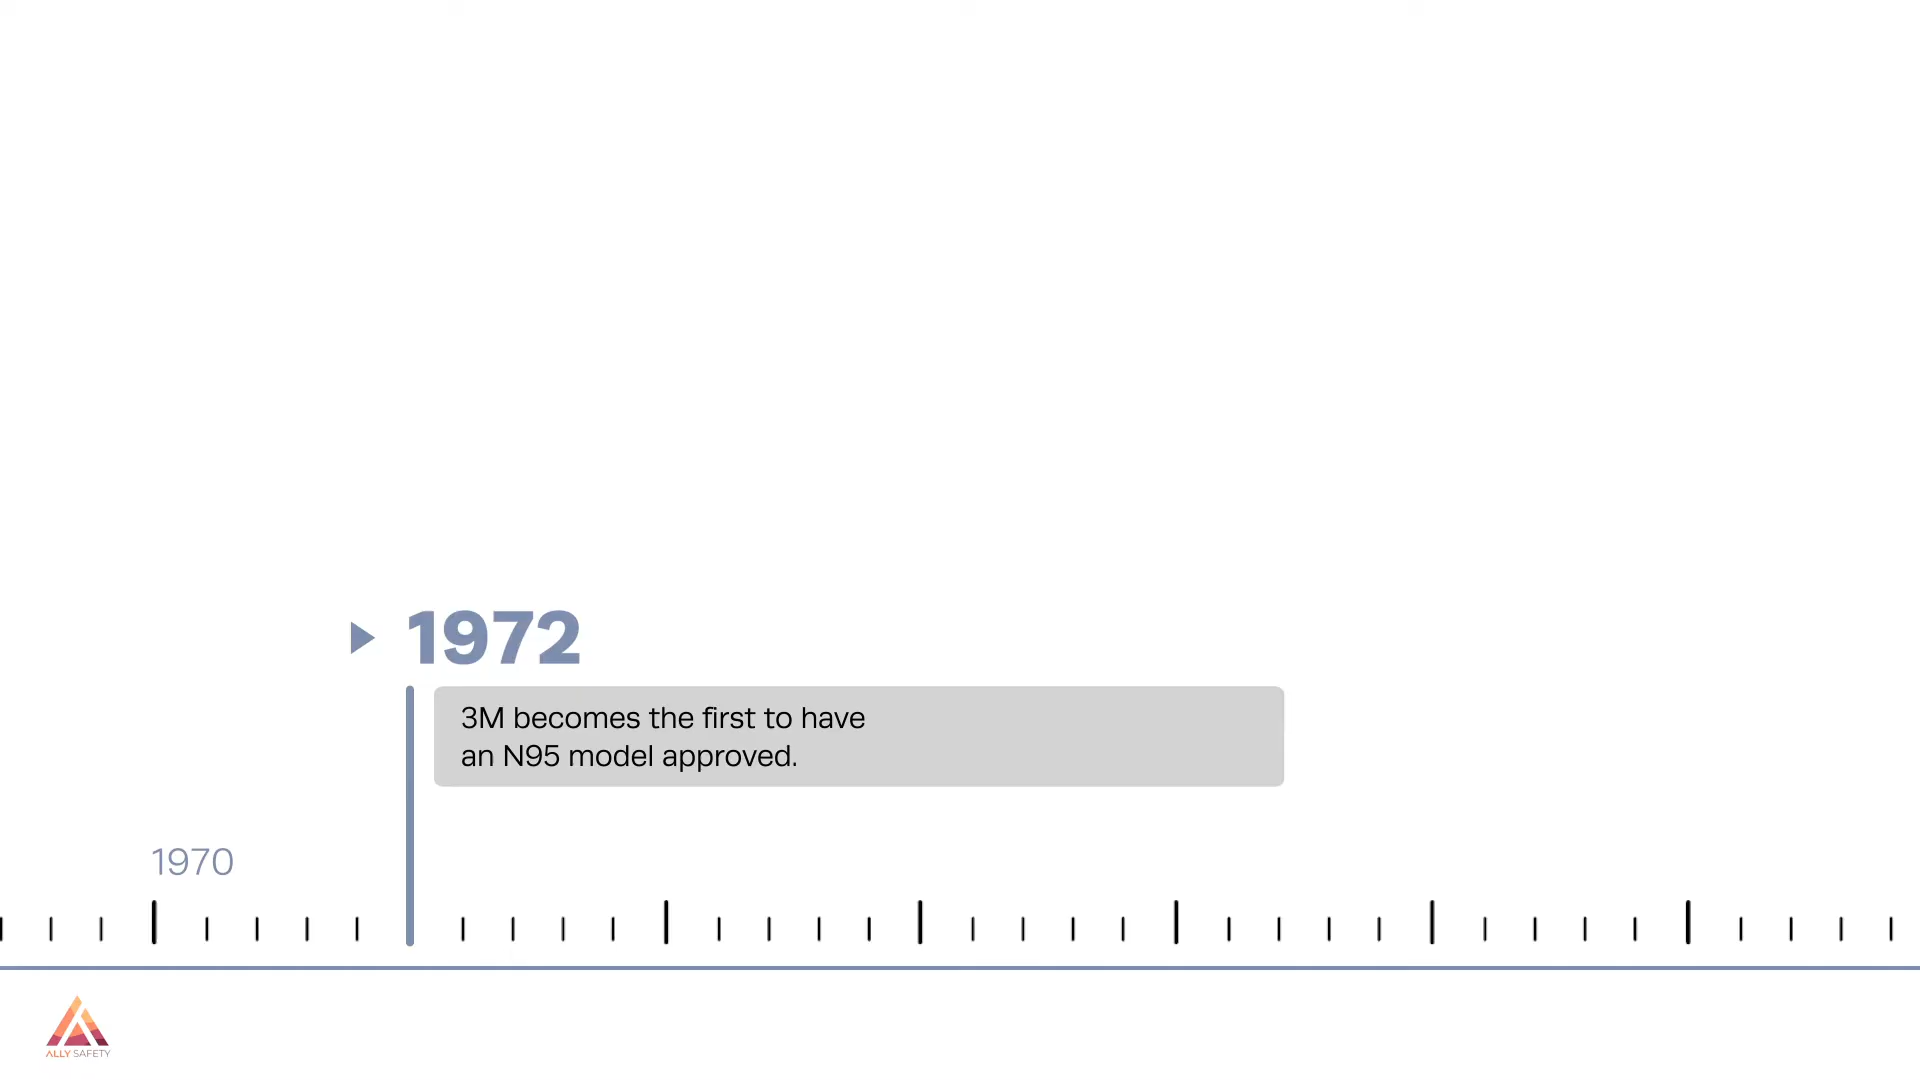 1972
3M becomes the first to have
an N95 model approved.
1970
ALLY SAFETY